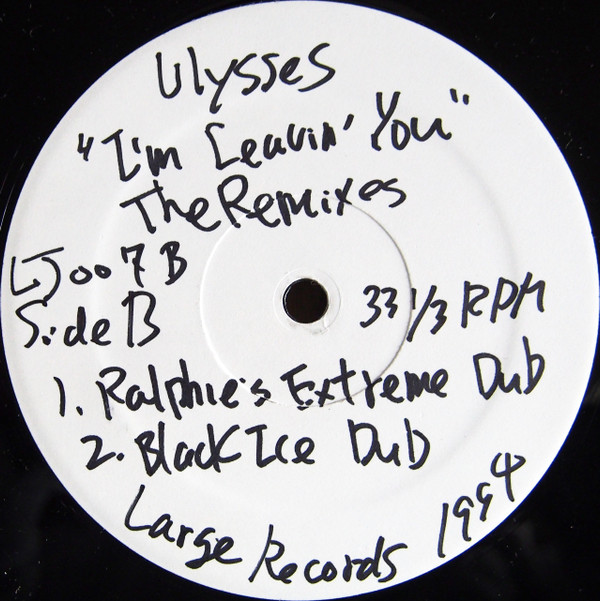 Ulysses
"I'm Leavin' You"
The Remixes
LJ007B
Side B
33 1/3 RPM
1. Ralphie's Extreme Dub
2. Black Ice Dub
Large Records 1994